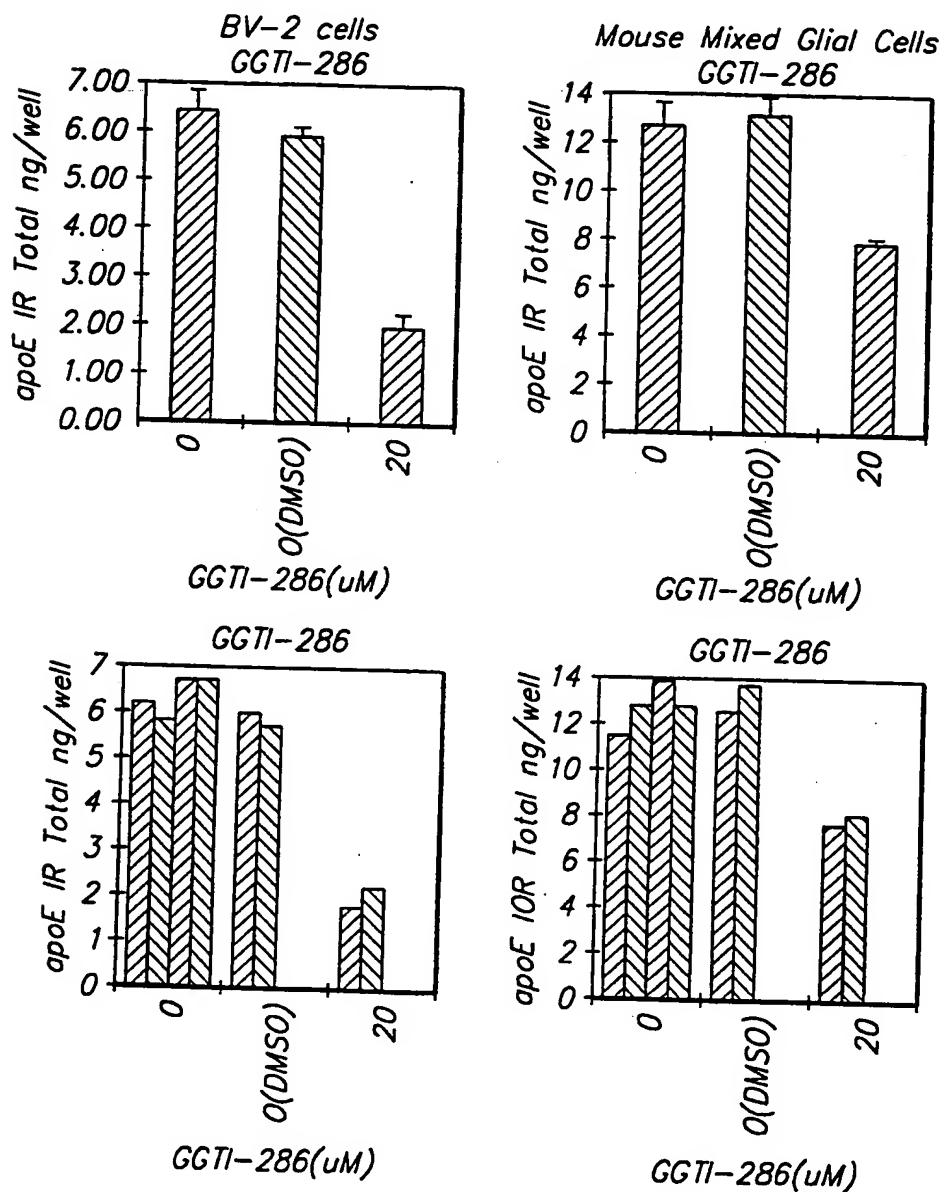 BV-2 cells
GGTI-286
apoE IR Total ng/well
7.00
6.00
5.00
4.00
3.00
2.00
1.00
0.00
0
O(DMSO)
20
GGTI-286(uM)
Mouse Mixed Glial Cells
GGTI-286
apoE IR Total ng/well
14
12
10
8
6
4
2
0
0
O(DMSO)
20
GGTI-286(uM)
GGTI-286
apoE IR Total ng/well
7
6
5
4
3
2
1
0
0
O(DMSO)
20
GGTI-286(uM)
GGTI-286
apoE IOR Total ng/well
14
12
10
8
6
4
2
0
0
O(DMSO)
20
GGTI-286(uM)